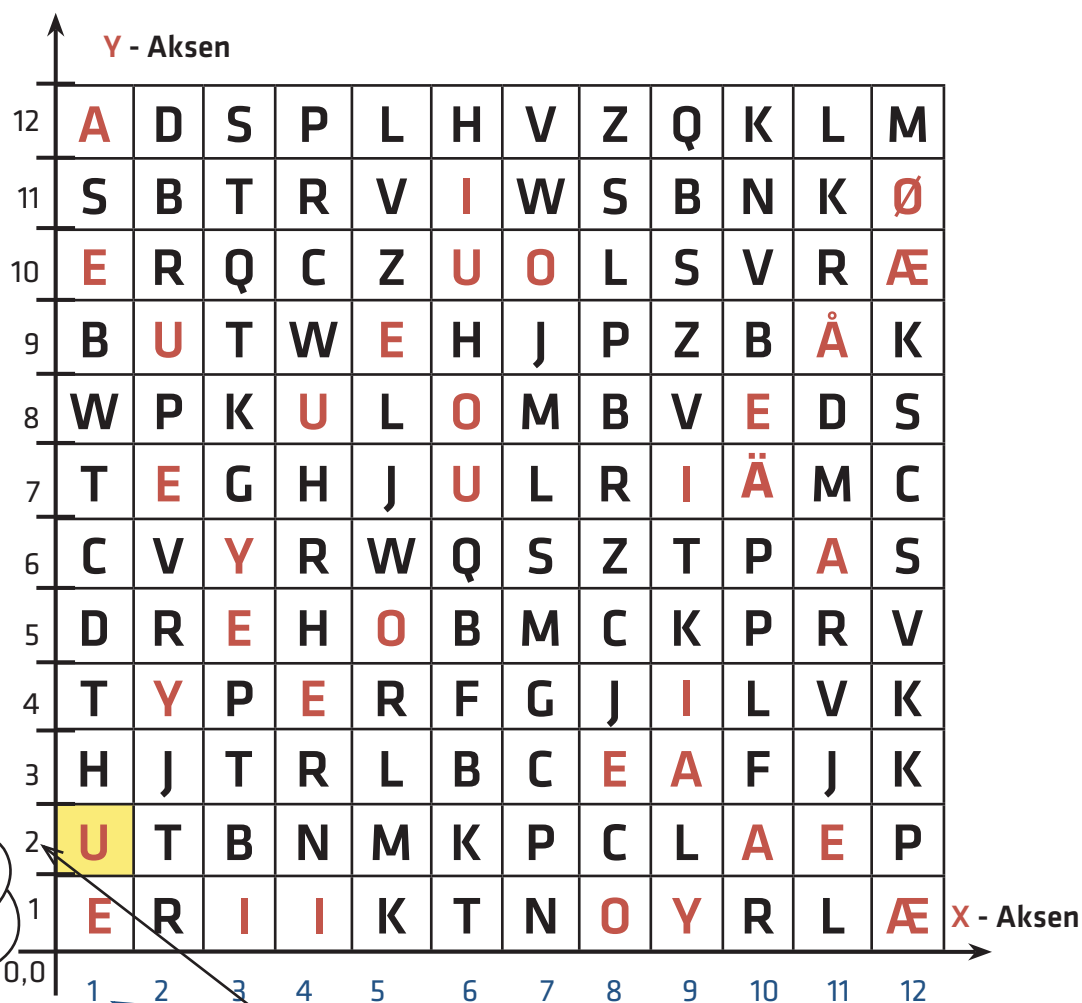 Y - Aksen
12 A D S P L H V Z Q K L M
11 S B T R V I W S B N K Ø
10 E R Q C Z U O L S V R Æ
9 B U T W E H J P Z B Å K
8 W P K U L O M B V E D S
7 T E G H J U L R I Ä M C
6 C V Y R W Q S Z T P A S
5 D R E H O B M C K P R V
4 T Y P E R F G J I L V K
3 H J T R L B C E A F J K
2 U T B N M K P C L A E P
1 E R I I K T N O Y R L Æ X - Aksen
0,0
1 2 3 4 5 6 7 8 9 10 11 12